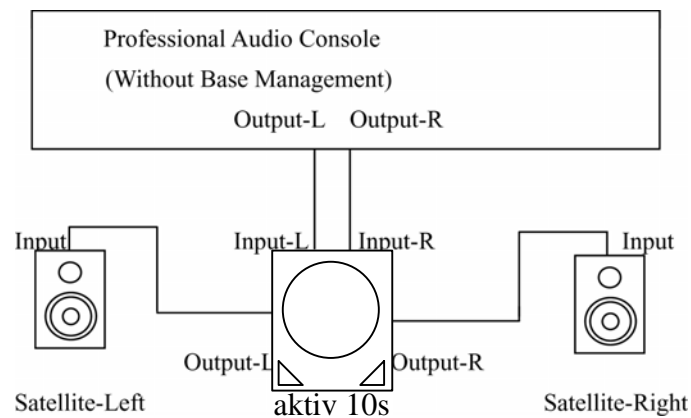 Professional Audio Console
(Without Base Management)
Output-L Output-R
Input Input-L Input-R Input
Output-L Output-R
Satellite-Left aktiv 10s Satellite-Right